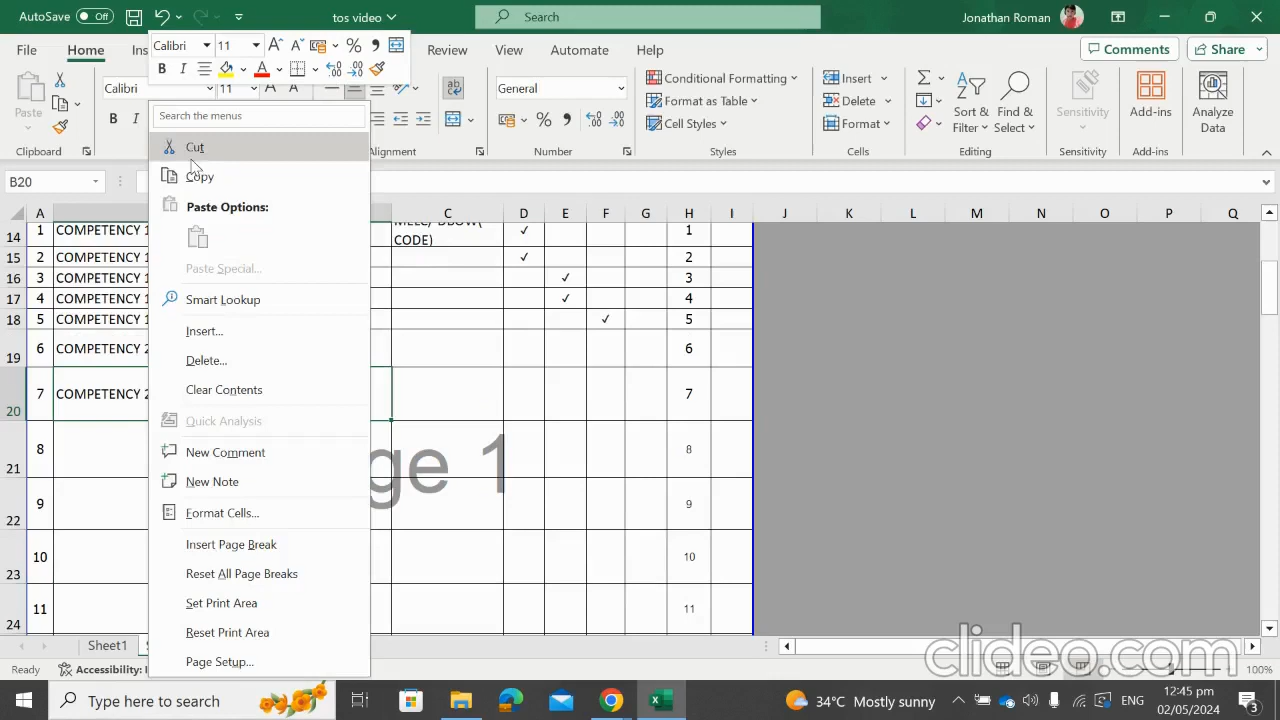 AutoSave Off tos video Search Jonathan Roman
File Home Ins Review View Automate Help Comments Share
Calibri 11
Calibri 11 General Conditional Formatting Insert
Paste Format as Table Delete Sort & Find & Sensitivity Add-ins Analyze
B I Cell Styles Format Filter Select Data
Clipboard Alignment Number Styles Cells Editing Sensitivity Add-ins
B I A
Search the menus
Cut
Copy
Paste Options:
Paste Special...
Smart Lookup
Insert...
Delete...
Clear Contents
Quick Analysis
New Comment
New Note
Format Cells...
Insert Page Break
Reset All Page Breaks
Set Print Area
Reset Print Area
Page Setup...
B20
A C D E F G H I J K L M N O P Q
14 1 COMPETENCY 1 CODE) ✓ 1
15 2 COMPETENCY 1 ✓ 2
16 3 COMPETENCY 1 ✓ 3
17 4 COMPETENCY 1 ✓ 4
18 5 COMPETENCY 1 ✓ 5
19 6 COMPETENCY 2 6
20 7 COMPETENCY 2 7
21 8 8
ge 1
22 9 9
23 10 10
24 11 11
Sheet1
Ready Accessibility: 100%
clideo.com
Type here to search 34°C Mostly sunny ENG 12:45 pm
02/05/2024 3